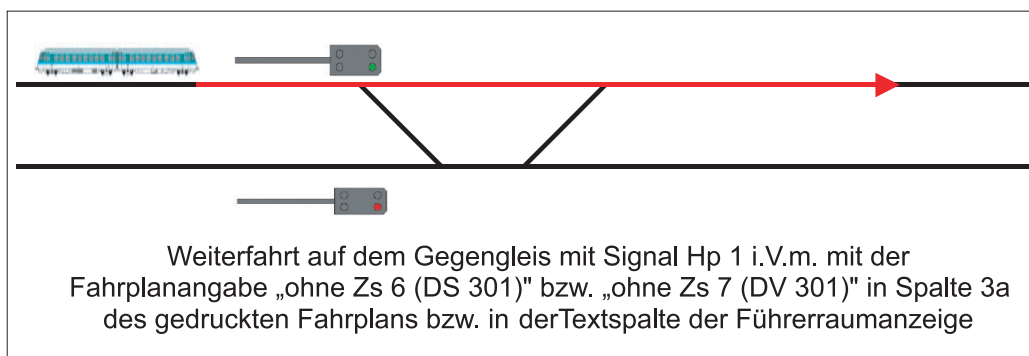 Weiterfahrt auf dem Gegengleis mit Signal Hp 1 i.V.m. mit der
Fahrplanangabe „ohne Zs 6 (DS 301)" bzw. „ohne Zs 7 (DV 301)" in Spalte 3a
des gedruckten Fahrplans bzw. in derTextspalte der Führerraumanzeige